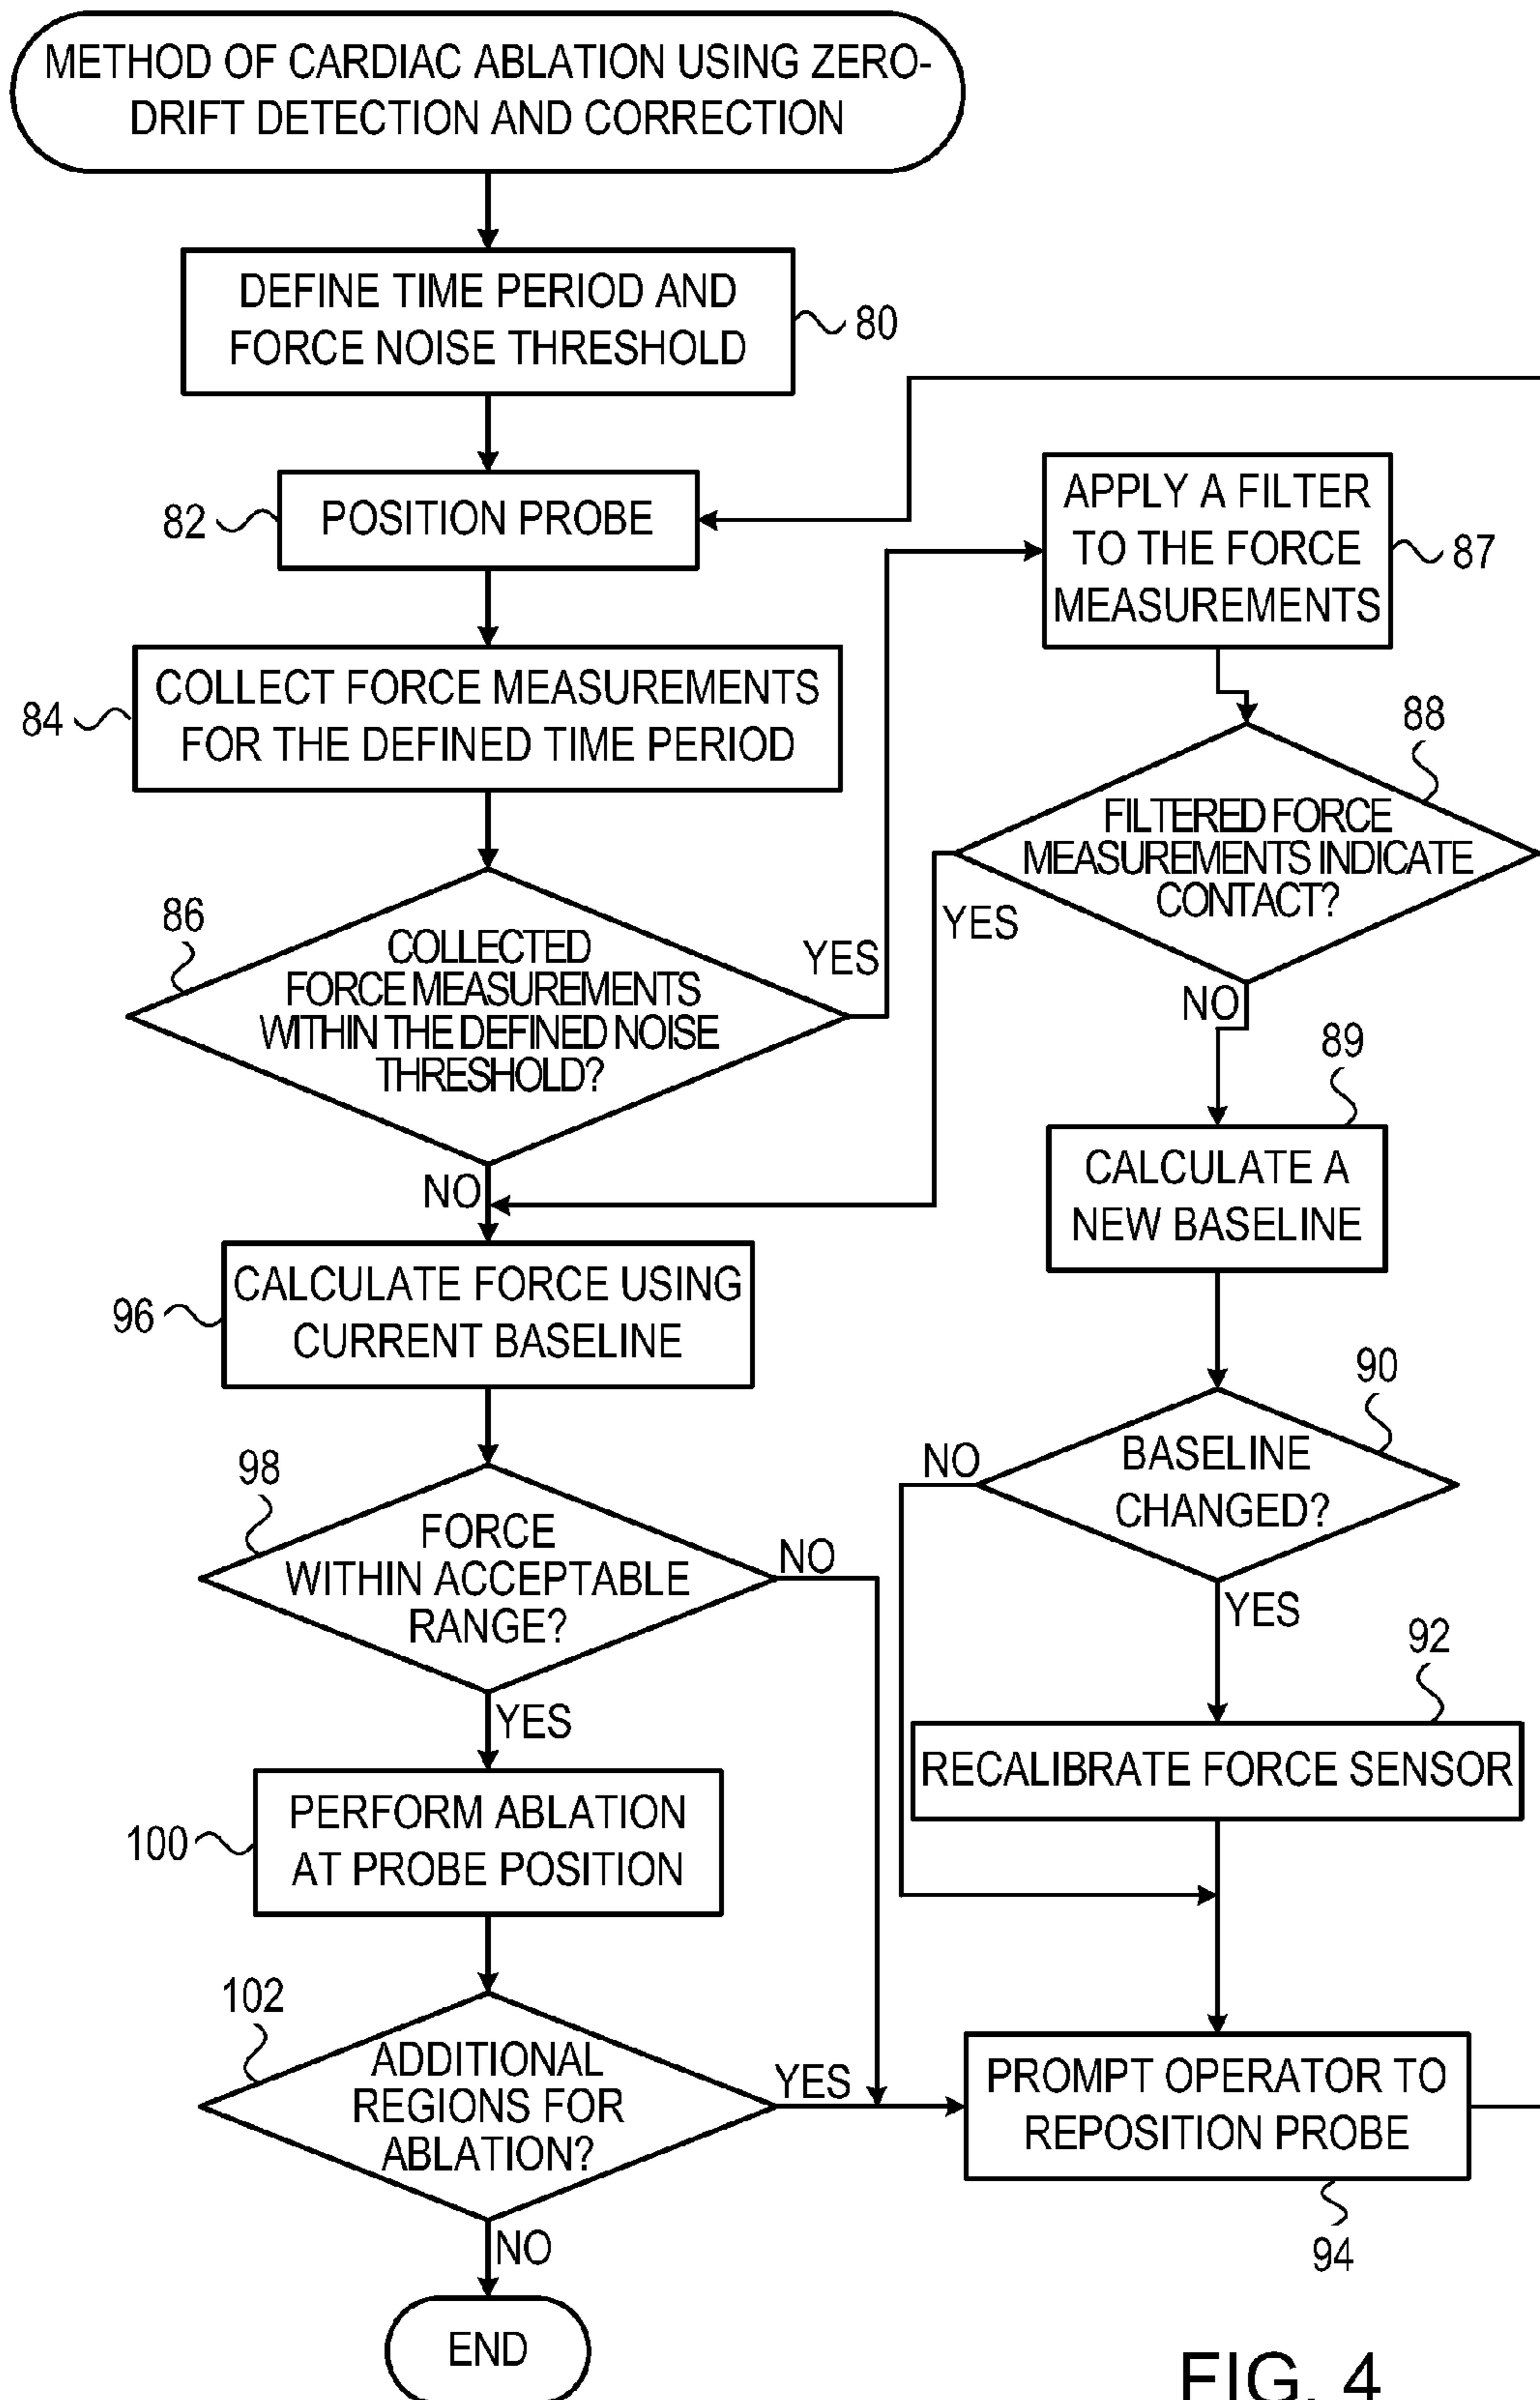 METHOD OF CARDIAC ABLATION USING ZERO-
DRIFT DETECTION AND CORRECTION
DEFINE TIME PERIOD AND
FORCE NOISE THRESHOLD
80
POSITION PROBE
82
COLLECT FORCE MEASUREMENTS
FOR THE DEFINED TIME PERIOD
84
COLLECTED
FORCE MEASUREMENTS
WITHIN THE DEFINED NOISE
THRESHOLD?
86
YES
NO
APPLY A FILTER
TO THE FORCE
MEASUREMENTS
87
FILTERED FORCE
MEASUREMENTS INDICATE
CONTACT?
88
YES
NO
CALCULATE A
NEW BASELINE
89
BASELINE
CHANGED?
90
NO
YES
RECALIBRATE FORCE SENSOR
92
PROMPT OPERATOR TO
REPOSITION PROBE
94
CALCULATE FORCE USING
CURRENT BASELINE
96
FORCE
WITHIN ACCEPTABLE
RANGE?
98
NO
YES
PERFORM ABLATION
AT PROBE POSITION
100
ADDITIONAL
REGIONS FOR
ABLATION?
102
YES
NO
END
FIG. 4